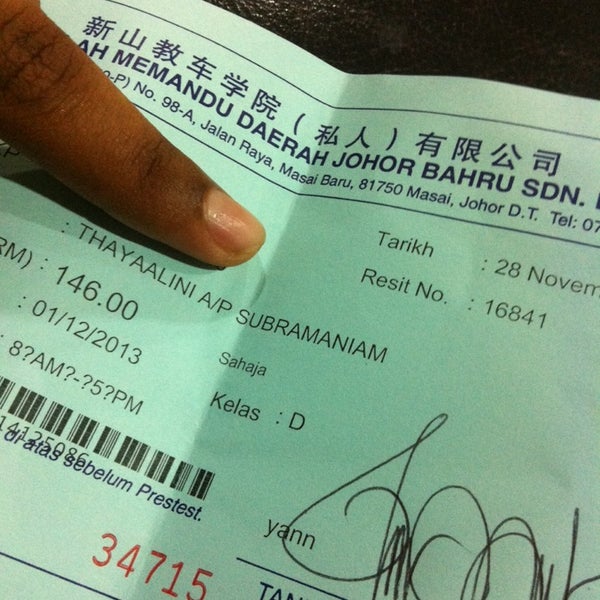 新山教车学院（私人）有限公司
AH MEMANDU DAERAH JOHOR BAHRU SDN.
-P) No. 98-A, Jalan Raya, Masai Baru, 81750 Masai, Johor D.T. Tel: 07
: THAYAALINI A/P SUBRAMANIAM
Tarikh : 28 Novem
RM) : 146.00
Resit No. : 16841
: 01/12/2013
Sahaja
: 8?AM?-?5?PM
Kelas : D
14125086
di atas sebelum Prestest.
yann
34715
TAN